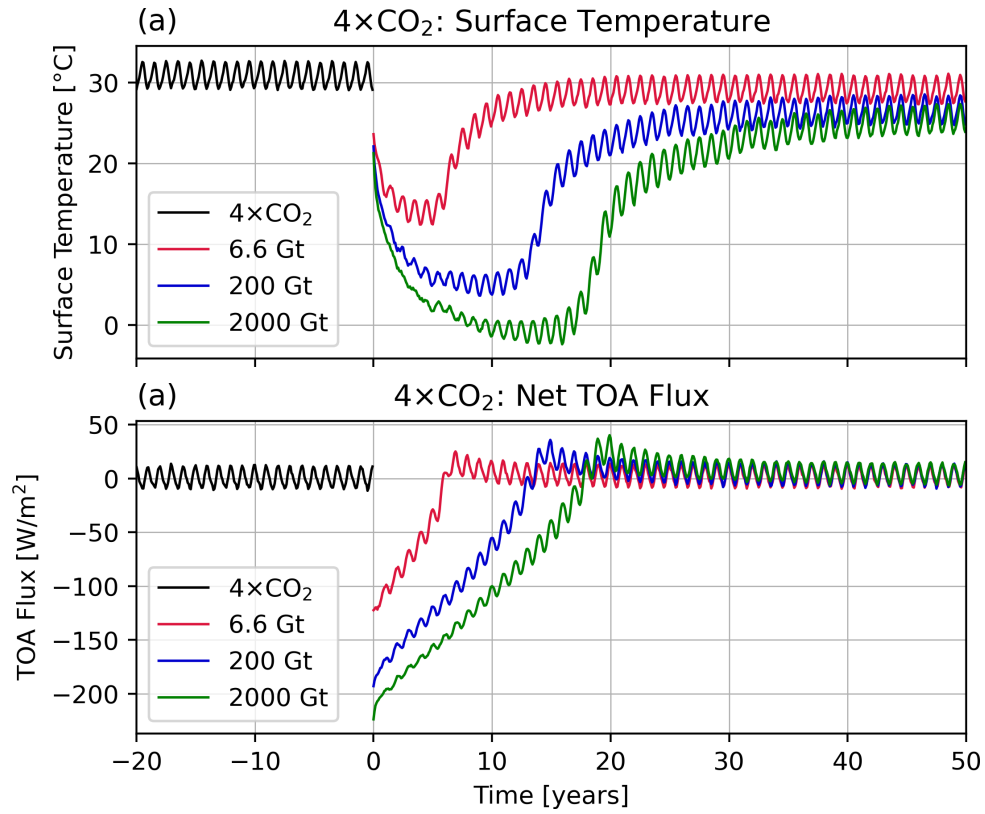 (a) 4×CO₂: Surface Temperature
Surface Temperature [°C]
30
20
10
0
4×CO₂
6.6 Gt
200 Gt
2000 Gt
(a) 4×CO₂: Net TOA Flux
TOA Flux [W/m²]
50
0
−50
−100
−150
−200
4×CO₂
6.6 Gt
200 Gt
2000 Gt
−20 −10 0 10 20 30 40 50
Time [years]